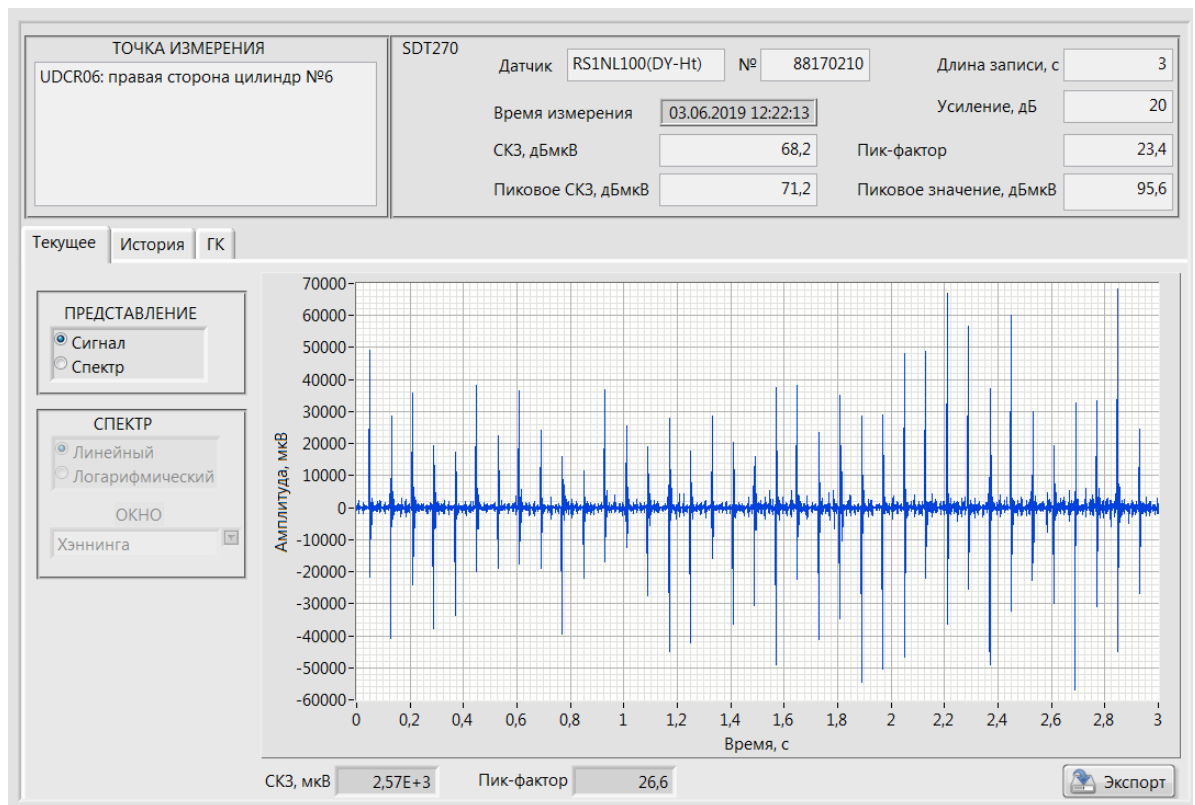 ТОЧКА ИЗМЕРЕНИЯ
UDCR06: правая сторона цилиндр №6
SDT270
Датчик RS1NL100(DY-Ht) № 88170210 Длина записи, с 3
Время измерения 03.06.2019 12:22:13 Усиление, дБ 20
СКЗ, дБмкВ 68,2 Пик-фактор 23,4
Пиковое СКЗ, дБмкВ 71,2 Пиковое значение, дБмкВ 95,6
Текущее История ГК
ПРЕДСТАВЛЕНИЕ
Сигнал
Спектр
СПЕКТР
Линейный
Логарифмический
ОКНО
Хэннинга
Амплитуда, мкВ
70000
60000
50000
40000
30000
20000
10000
0
-10000
-20000
-30000
-40000
-50000
-60000
0 0,2 0,4 0,6 0,8 1 1,2 1,4 1,6 1,8 2 2,2 2,4 2,6 2,8 3
Время, с
СКЗ, мкВ 2,57E+3 Пик-фактор 26,6 Экспорт